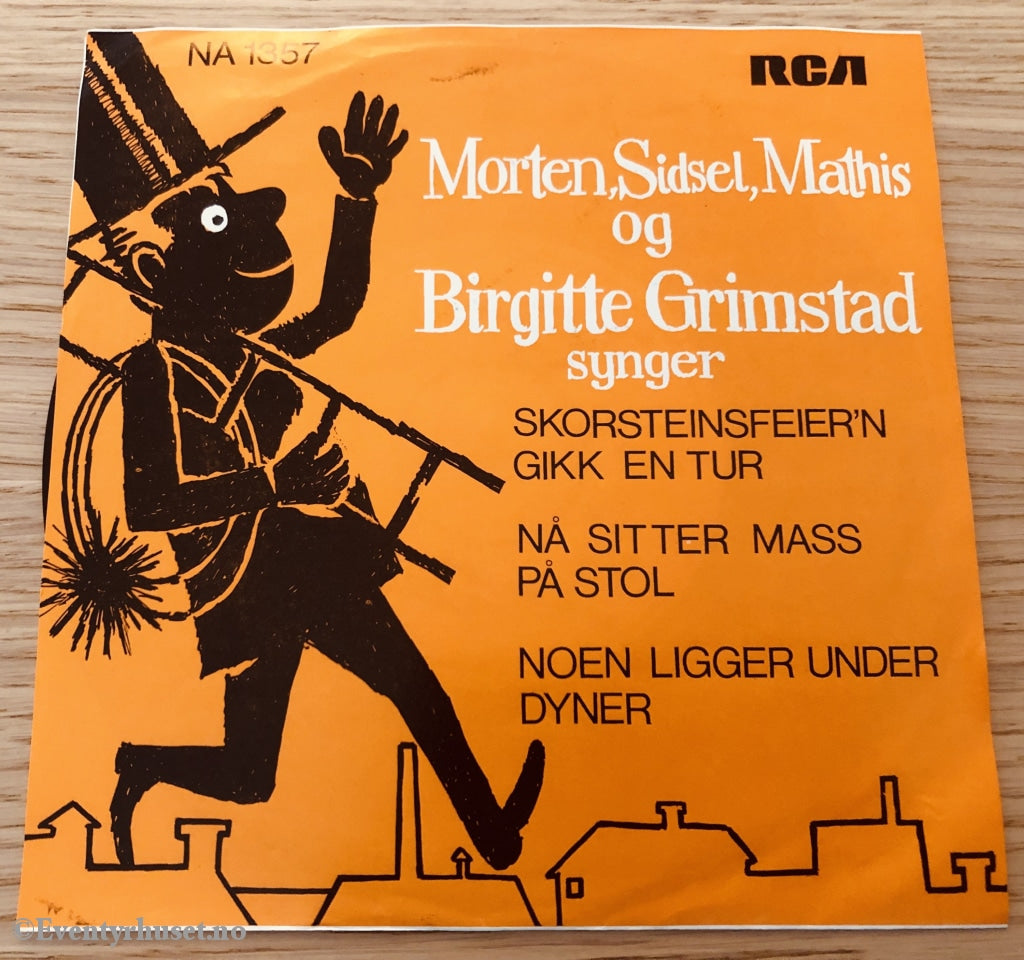 NA 1357
RCA
Morten, Sidsel, Mathis
og
Birgitte Grimstad
synger
SKORSTEINSFEIER'N
GIKK EN TUR
NÅ SITTER MASS
PÅ STOL
NOEN LIGGER UNDER
DYNER
©Eventyrhuset.no